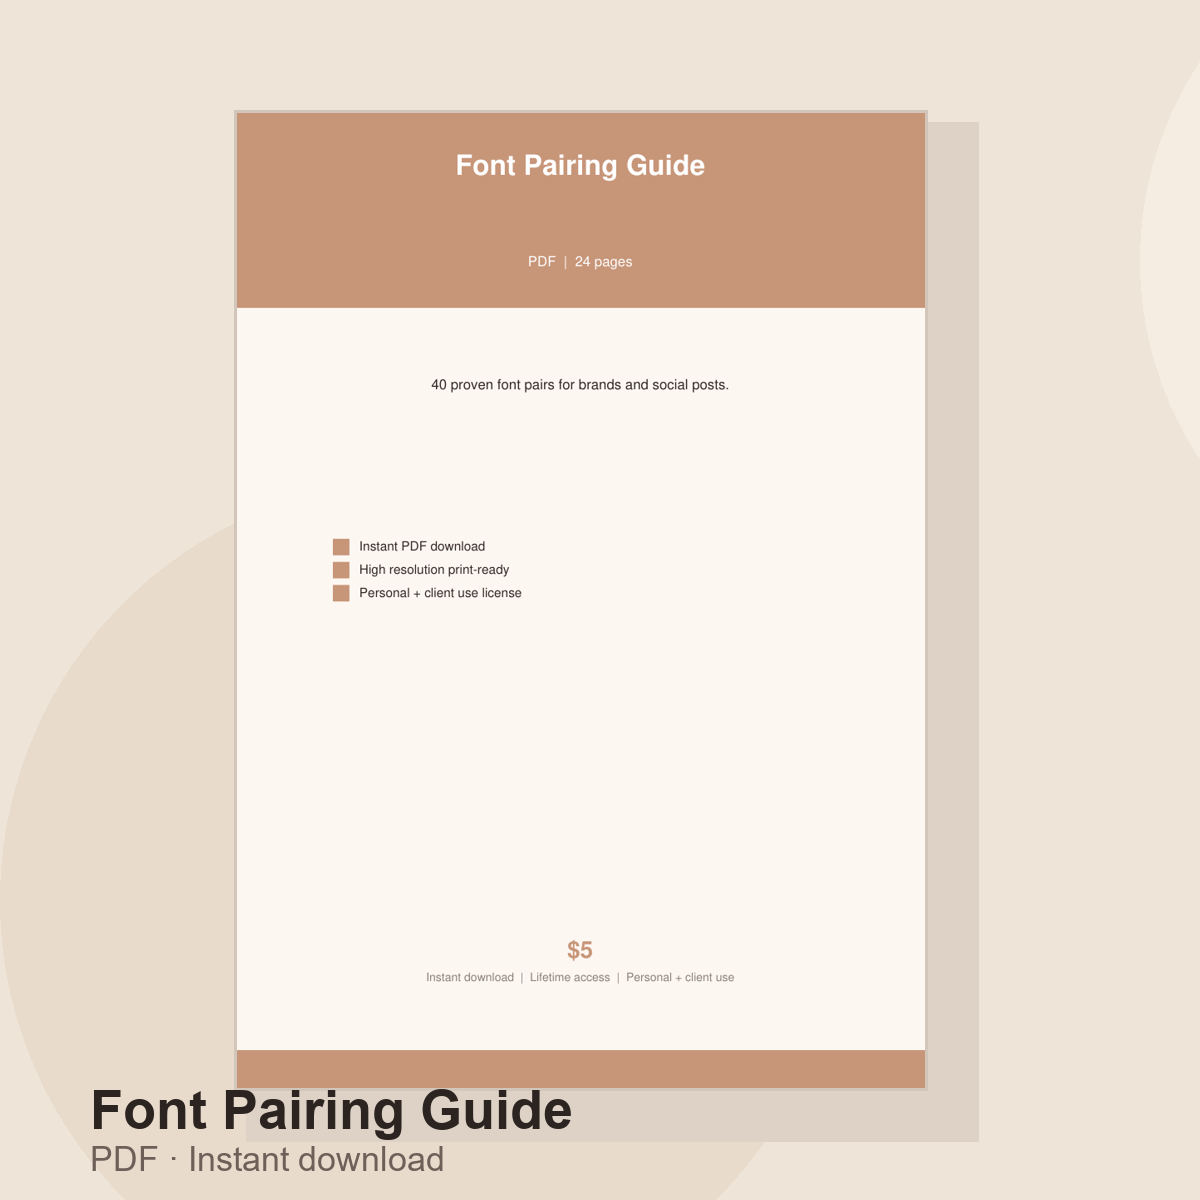 Font Pairing Guide
PDF | 24 pages
40 proven font pairs for brands and social posts.
Instant PDF download
High resolution print-ready
Personal + client use license
$5
Instant download | Lifetime access | Personal + client use
Font Pairing Guide
PDF · Instant download